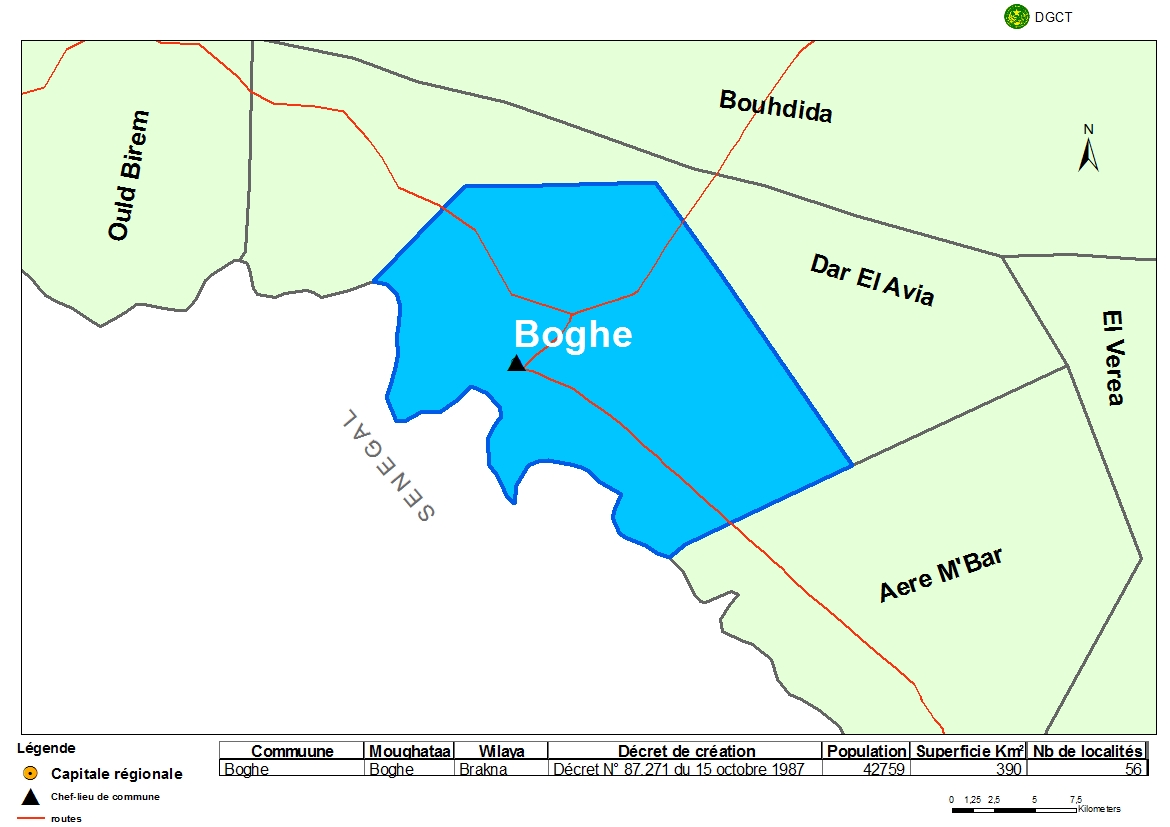 DGCT
Bouhdida
N
Ould Birem
Dar El Avia
El Verea
Boghe
SENEGAL
Aere M'Bar
Légende
Capitale régionale
Chef-lieu de commune
routes
Commuune Moughataa Wilaya Décret de création Population Superficie Km² Nb de localités
Boghe Boghe Brakna Décret N° 87.271 du 15 octobre 1987 42759 390 56
0 1,25 2,5 5 7,5
Kilometers